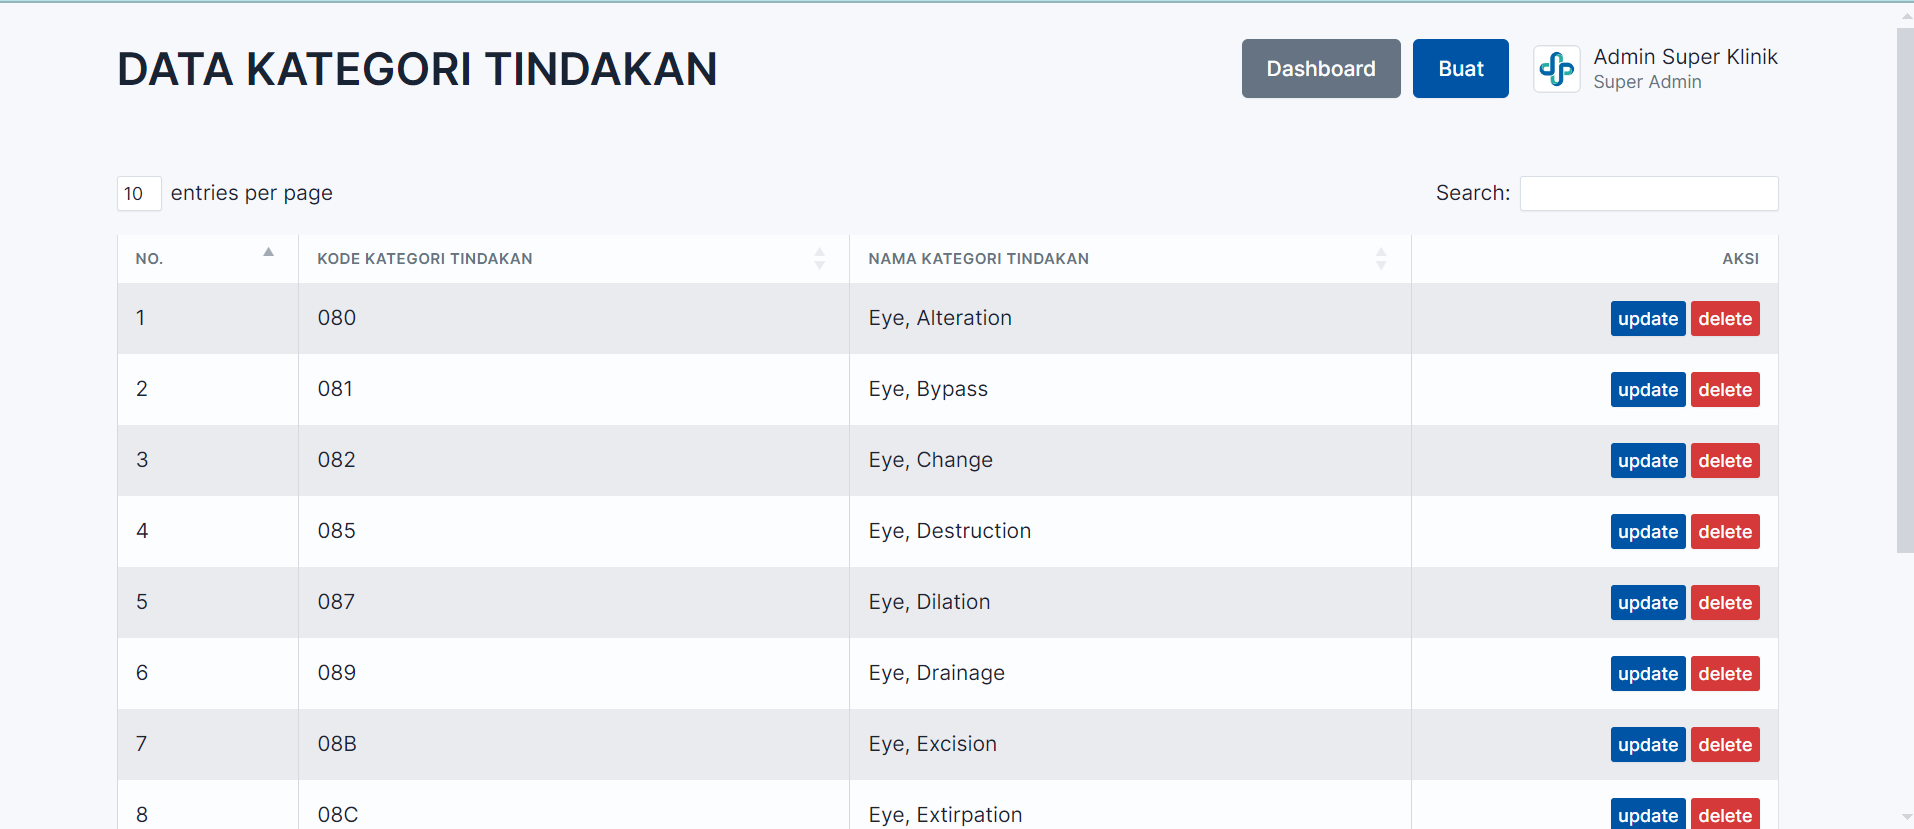 DATA KATEGORI TINDAKAN
Dashboard
Buat
Admin Super Klinik
Super Admin
10 entries per page
Search:
NO. KODE KATEGORI TINDAKAN NAMA KATEGORI TINDAKAN AKSI
1 080 Eye, Alteration update delete
2 081 Eye, Bypass update delete
3 082 Eye, Change update delete
4 085 Eye, Destruction update delete
5 087 Eye, Dilation update delete
6 089 Eye, Drainage update delete
7 08B Eye, Excision update delete
8 08C Eye, Extirpation update delete